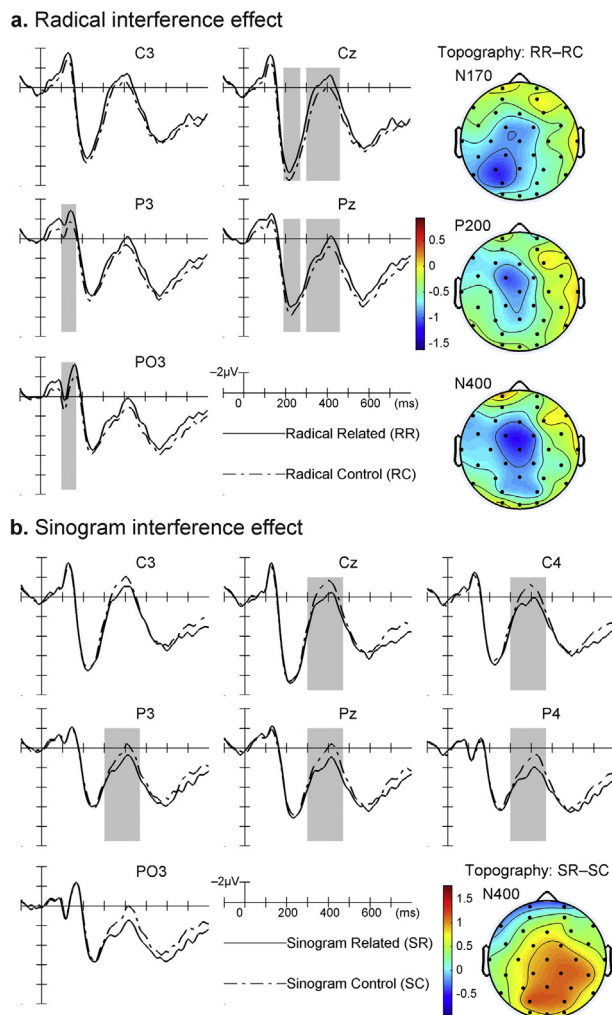 a. Radical interference effect
C3
Cz
Topography: RR–RC
N170
P3
Pz
0.5
0
-0.5
-1
-1.5
P200
PO3
–2μV
200 400 600 (ms)
Radical Related (RR)
Radical Control (RC)
N400
b. Sinogram interference effect
C3
Cz
C4
P3
Pz
P4
PO3
–2μV
200 400 600 (ms)
Sinogram Related (SR)
Sinogram Control (SC)
Topography: SR–SC
N400
1.5
1
0.5
0
-0.5